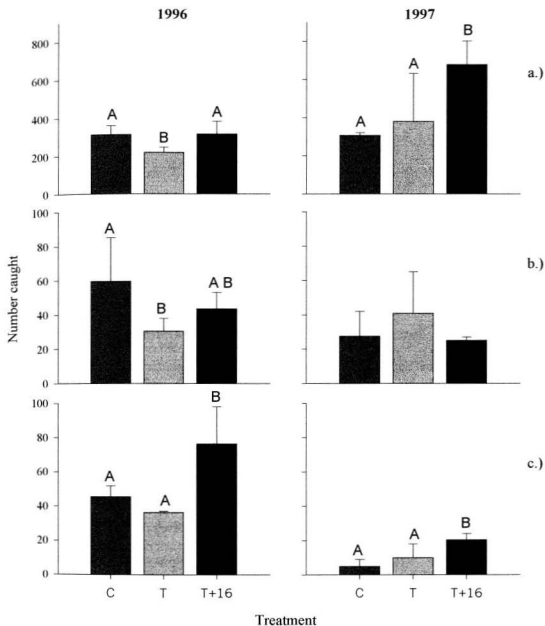 1996 1997
800
600
400
200
0
A B A
A A B
a.)
Number caught
100
80
60
40
20
0
A B A B
b.)
100
80
60
40
20
0
A A B
A A B
c.)
C T T+16 C T T+16
Treatment